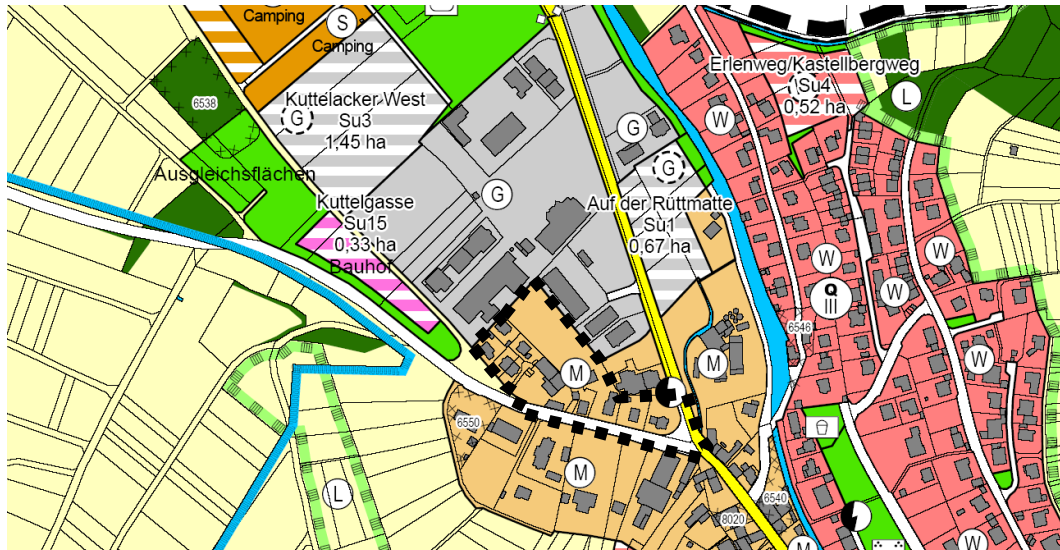 Camping
S
Camping
6538
Kuttelacker West
Su3
1,45 ha
G
Ausgleichsflächen
Kuttelgasse
Su15
0,33 ha
Bauhof
G
G
G
Auf der Rüttmatte
Su1
0,67 ha
Erlenweg/Kastellbergweg
Su4
0,52 ha
W
L
W
Q
III
W
W
W
W
6546
M
M
M
M
6550
6540
8020
L